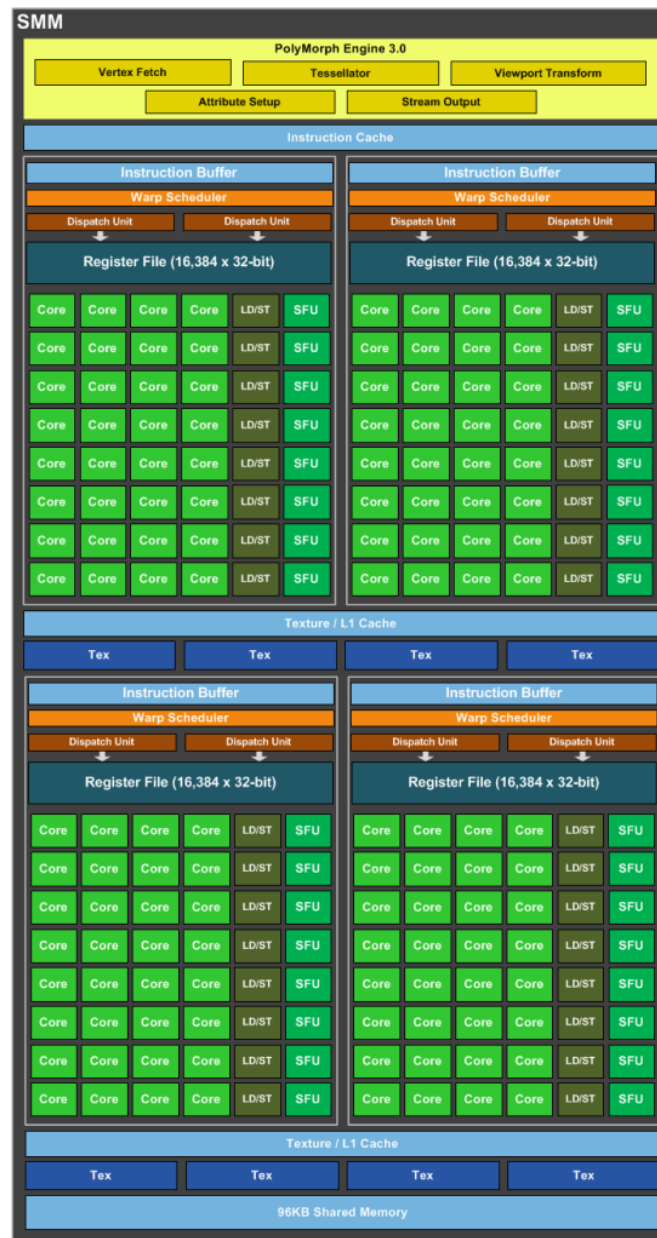 SMM
PolyMorph Engine 3.0
Vertex Fetch Tessellator Viewport Transform
Attribute Setup Stream Output
Instruction Cache
Instruction Buffer Instruction Buffer
Warp Scheduler Warp Scheduler
Dispatch Unit Dispatch Unit Dispatch Unit Dispatch Unit
Register File (16,384 x 32-bit) Register File (16,384 x 32-bit)
Core Core Core Core LD/ST SFU Core Core Core Core LD/ST SFU
Core Core Core Core LD/ST SFU Core Core Core Core LD/ST SFU
Core Core Core Core LD/ST SFU Core Core Core Core LD/ST SFU
Core Core Core Core LD/ST SFU Core Core Core Core LD/ST SFU
Core Core Core Core LD/ST SFU Core Core Core Core LD/ST SFU
Core Core Core Core LD/ST SFU Core Core Core Core LD/ST SFU
Core Core Core Core LD/ST SFU Core Core Core Core LD/ST SFU
Core Core Core Core LD/ST SFU Core Core Core Core LD/ST SFU
Texture / L1 Cache
Tex Tex Tex Tex
Instruction Buffer Instruction Buffer
Warp Scheduler Warp Scheduler
Dispatch Unit Dispatch Unit Dispatch Unit Dispatch Unit
Register File (16,384 x 32-bit) Register File (16,384 x 32-bit)
Core Core Core Core LD/ST SFU Core Core Core Core LD/ST SFU
Core Core Core Core LD/ST SFU Core Core Core Core LD/ST SFU
Core Core Core Core LD/ST SFU Core Core Core Core LD/ST SFU
Core Core Core Core LD/ST SFU Core Core Core Core LD/ST SFU
Core Core Core Core LD/ST SFU Core Core Core Core LD/ST SFU
Core Core Core Core LD/ST SFU Core Core Core Core LD/ST SFU
Core Core Core Core LD/ST SFU Core Core Core Core LD/ST SFU
Core Core Core Core LD/ST SFU Core Core Core Core LD/ST SFU
Texture / L1 Cache
Tex Tex Tex Tex
96KB Shared Memory